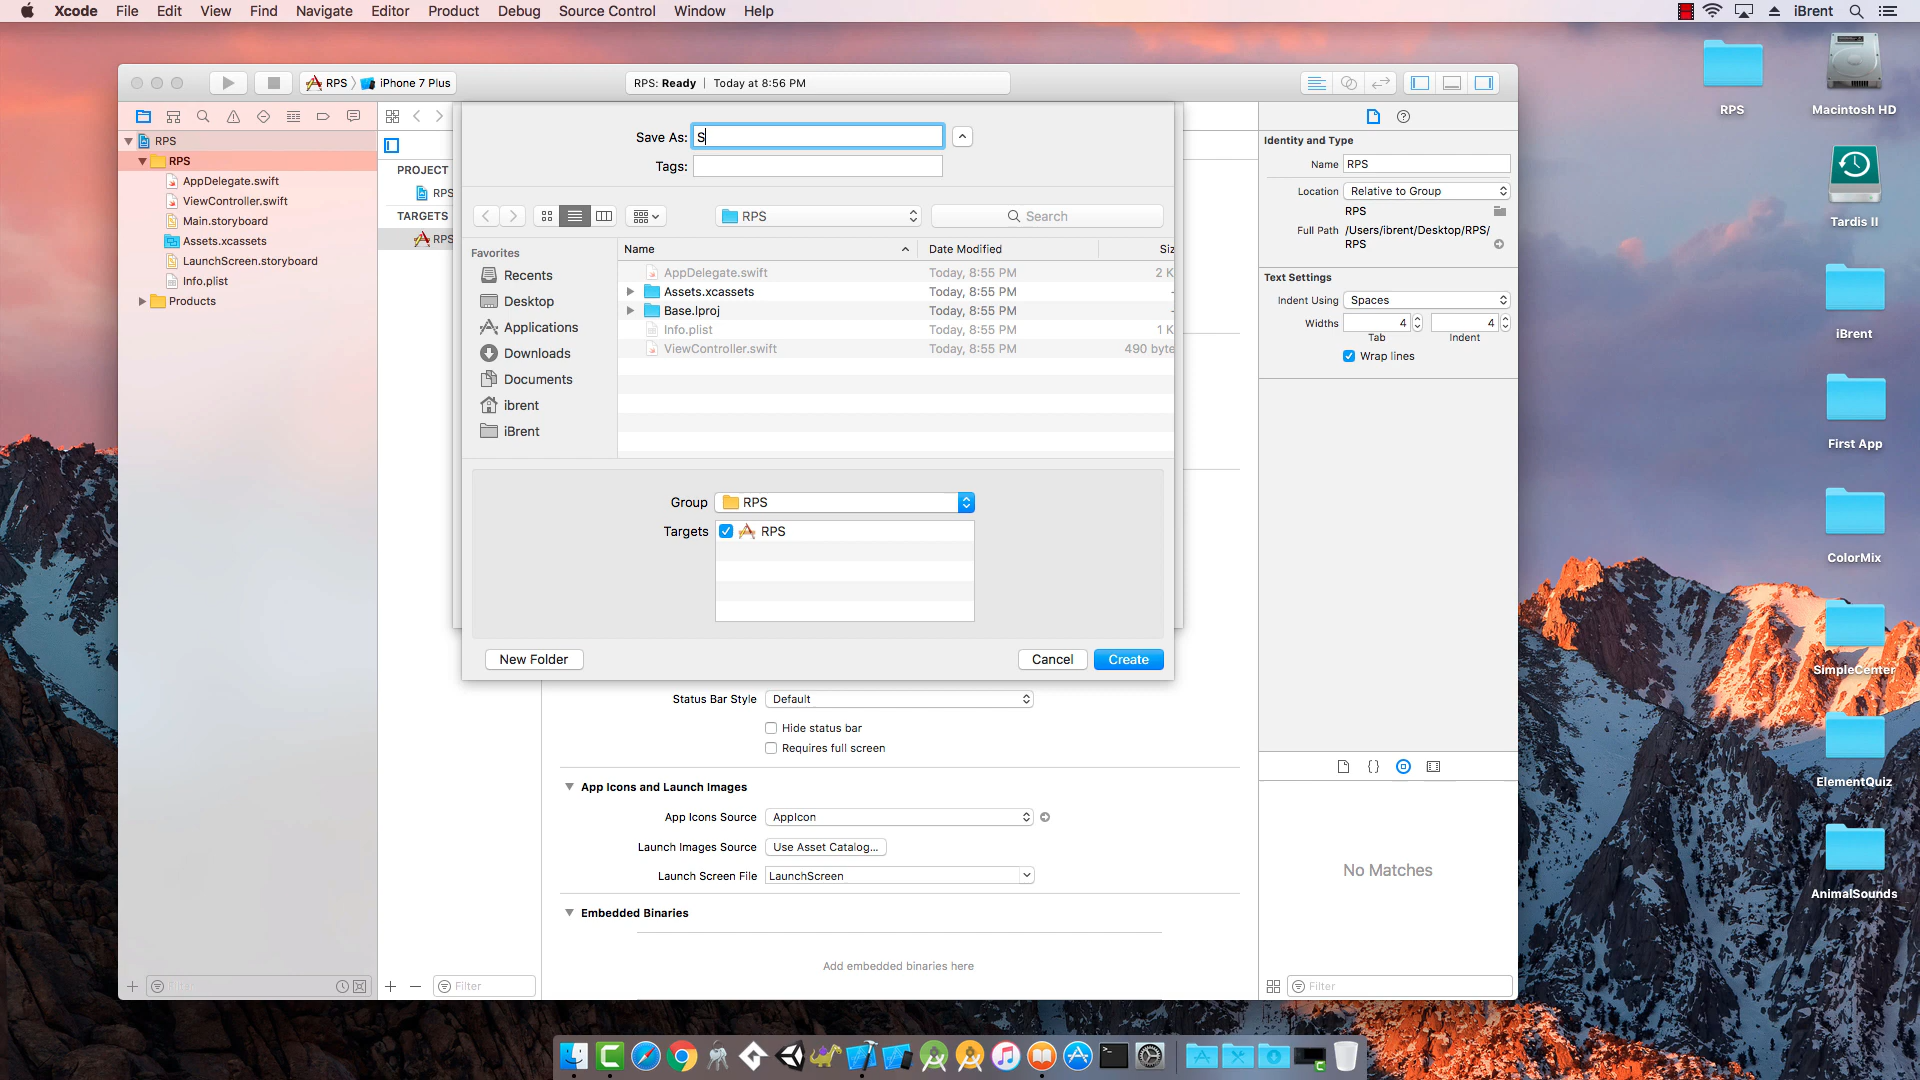 Xcode File Edit View Find Navigate Editor Product Debug Source Control Window Help iBrent
RPS iPhone 7 Plus RPS: Ready | Today at 8:56 PM
RPS
RPS
AppDelegate.swift
ViewController.swift
Main.storyboard
Assets.xcassets
LaunchScreen.storyboard
Info.plist
Products
Filter
PROJECT
RPS
TARGETS
RPS
Filter
Save As: S
Tags:
RPS Search
Favorites
Recents
Desktop
Applications
Downloads
Documents
ibrent
iBrent
Name Date Modified Siz
AppDelegate.swift Today, 8:55 PM 2 K
Assets.xcassets Today, 8:55 PM -
Base.lproj Today, 8:55 PM -
Info.plist Today, 8:55 PM 1 K
ViewController.swift Today, 8:55 PM 490 byte
Group RPS
Targets RPS
New Folder Cancel Create
Status Bar Style Default
Hide status bar
Requires full screen
App Icons and Launch Images
App Icons Source AppIcon
Launch Images Source Use Asset Catalog...
Launch Screen File LaunchScreen
Embedded Binaries
Add embedded binaries here
Identity and Type
Name RPS
Location Relative to Group
RPS
Full Path /Users/ibrent/Desktop/RPS/
RPS
Text Settings
Indent Using Spaces
Widths 4 4
Tab Indent
Wrap lines
{ }
No Matches
Filter
RPS
Macintosh HD
Tardis II
iBrent
First App
ColorMix
SimpleCenter
ElementQuiz
AnimalSounds